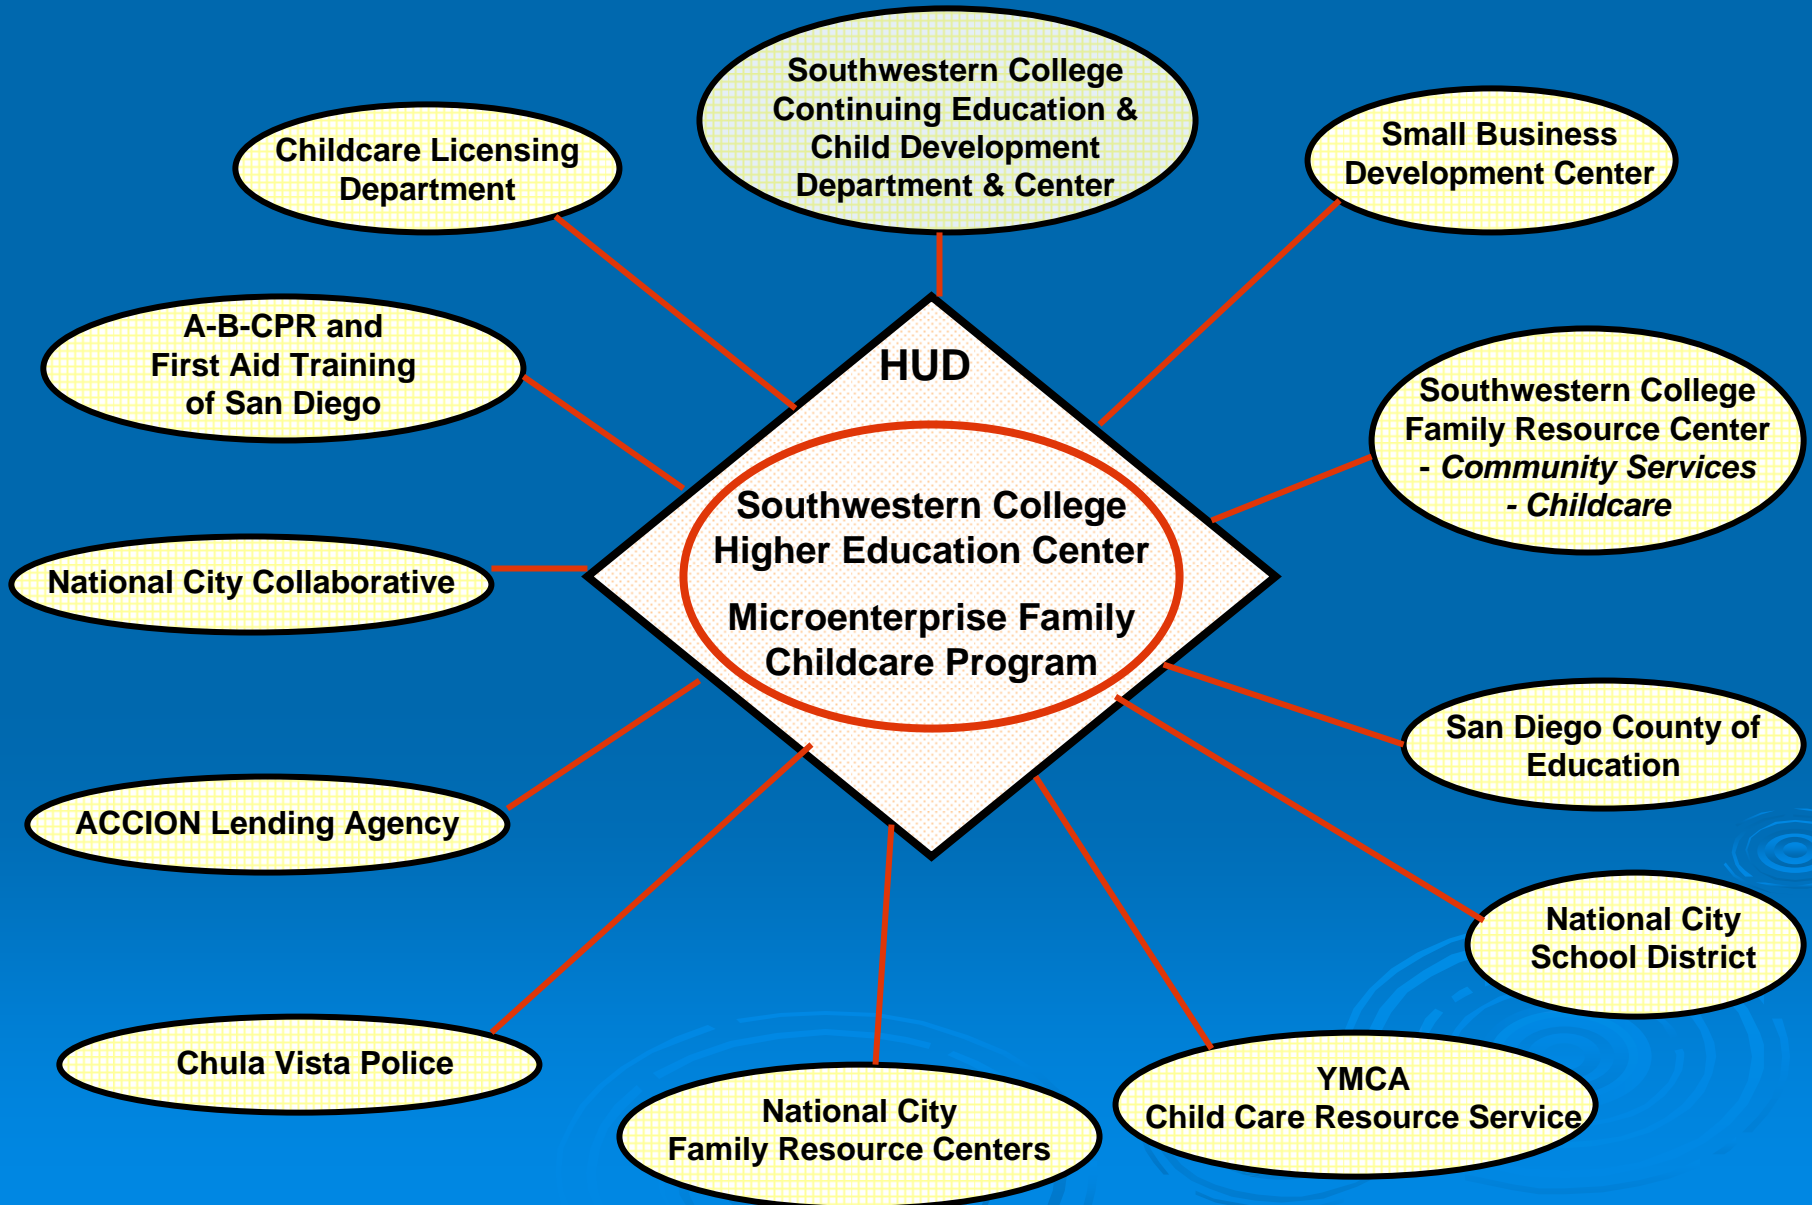 Southwestern College
Continuing Education &
Child Development
Department & Center
Childcare Licensing
Department
Small Business
Development Center
A-B-CPR and
First Aid Training
of San Diego
HUD
Southwestern College
Family Resource Center
- Community Services
- Childcare
Southwestern College
Higher Education Center
Microenterprise Family
Childcare Program
National City Collaborative
San Diego County of
Education
ACCION Lending Agency
National City
School District
Chula Vista Police
National City
Family Resource Centers
YMCA
Child Care Resource Service